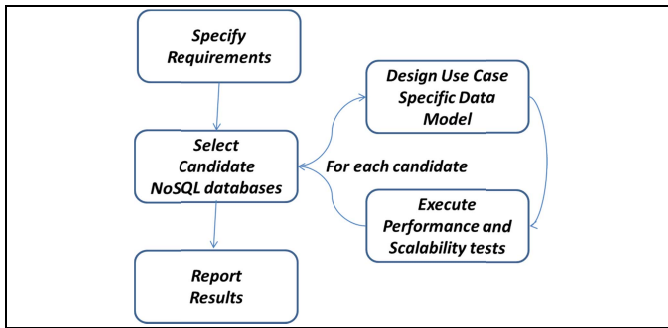 Specify
Requirements
Design Use Case
Specific Data
Model
Select
Candidate
NoSQL databases
For each candidate
Execute
Performance and
Scalability tests
Report
Results